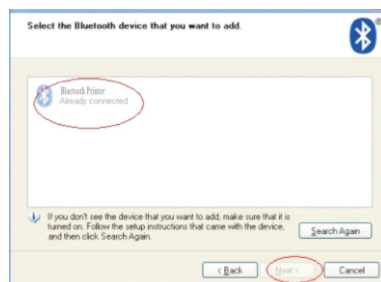 Select the Bluetooth device that you want to add.
Bluetooth Printer
Already connected
If you don't see the device that you want to add, make sure that it is
turned on. Follow the setup instructions that came with the device,
and then click Search Again.
Search Again
< Back
Next >
Cancel